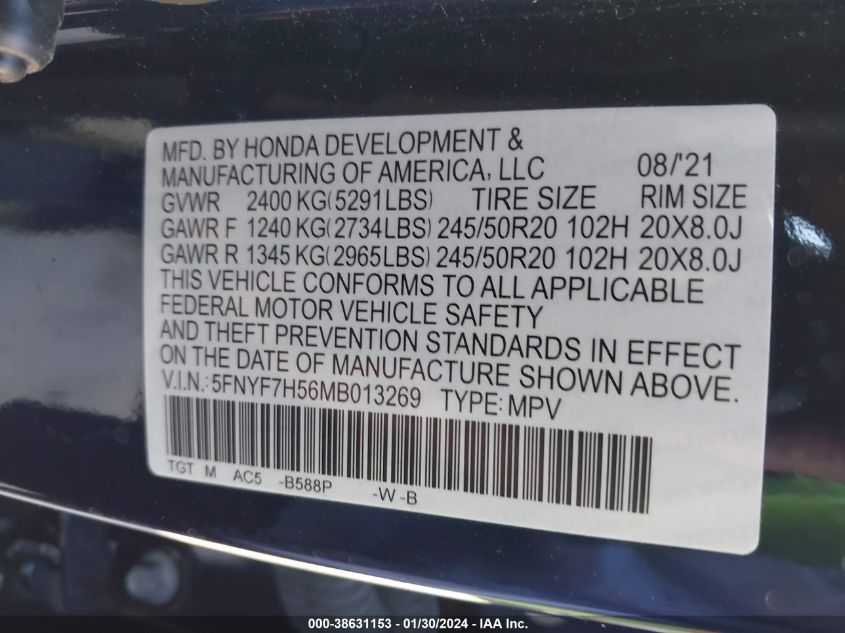 MFD. BY HONDA DEVELOPMENT &
MANUFACTURING OF AMERICA, LLC 08/'21
GVWR 2400 KG(5291LBS) TIRE SIZE RIM SIZE
GAWR F 1240 KG(2734LBS) 245/50R20 102H 20X8.0J
GAWR R 1345 KG(2965LBS) 245/50R20 102H 20X8.0J
THIS VEHICLE CONFORMS TO ALL APPLICABLE
FEDERAL MOTOR VEHICLE SAFETY
AND THEFT PREVENTION STANDARDS IN EFFECT
ON THE DATE OF MANUFACTURE SHOWN ABOVE.
V.I.N.:5FNYF7H56MB013269 TYPE:MPV
TGT M AC5 -B588P -W -B
000-38631153 - 01/30/2024 - IAA Inc.